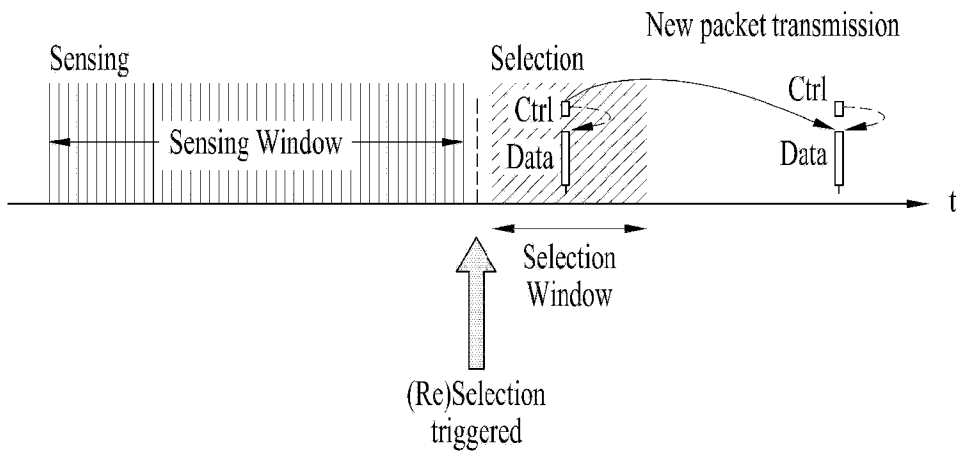 New packet transmission
Sensing
Selection
Ctrl
Ctrl
Sensing Window
Data
Data
t
Selection
Window
(Re)Selection
triggered